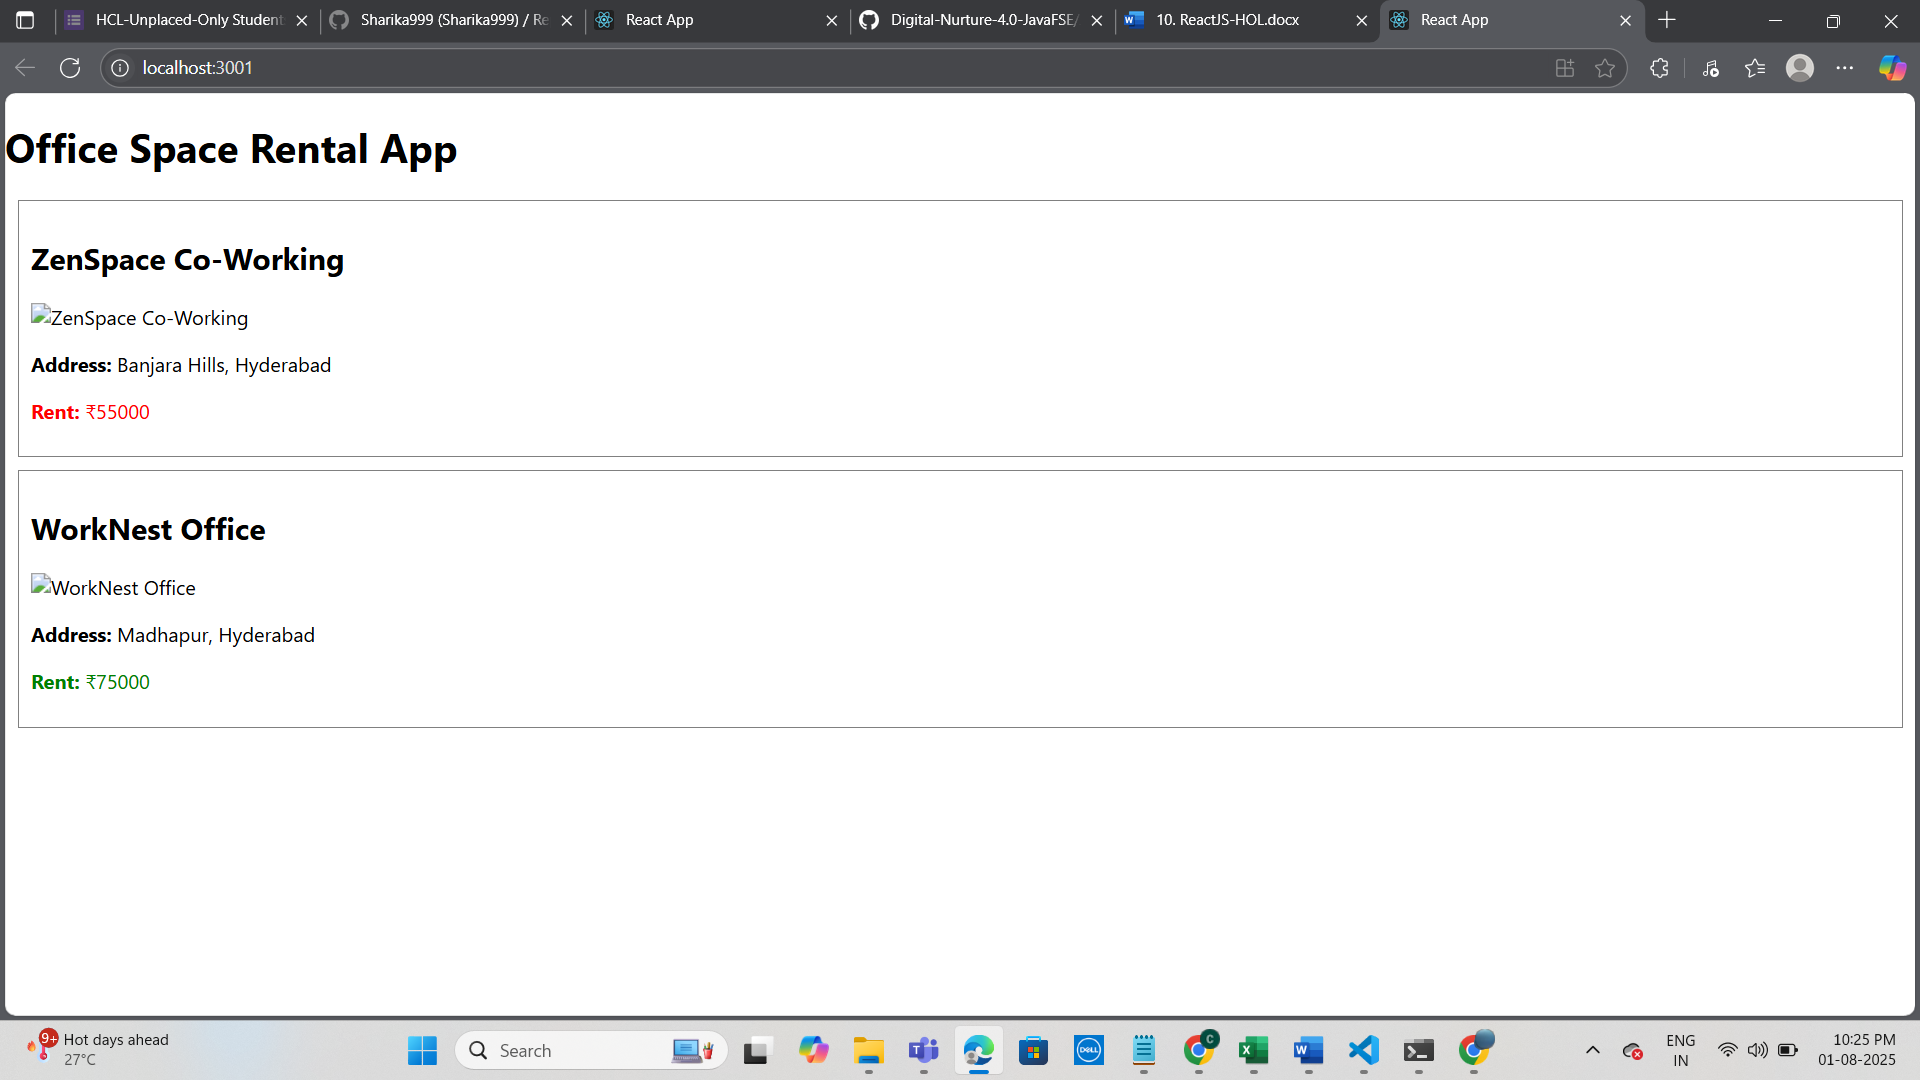 HCL-Unplaced-Only Student
Sharika999 (Sharika999) / Re
React App
Digital-Nurture-4.0-JavaFSE/
10. ReactJS-HOL.docx
React App
localhost:3001
Office Space Rental App
ZenSpace Co-Working
ZenSpace Co-Working
Address: Banjara Hills, Hyderabad
Rent: ₹55000
WorkNest Office
WorkNest Office
Address: Madhapur, Hyderabad
Rent: ₹75000
9+
Hot days ahead
27°C
Search
DELL
C
ENG
IN
10:25 PM
01-08-2025